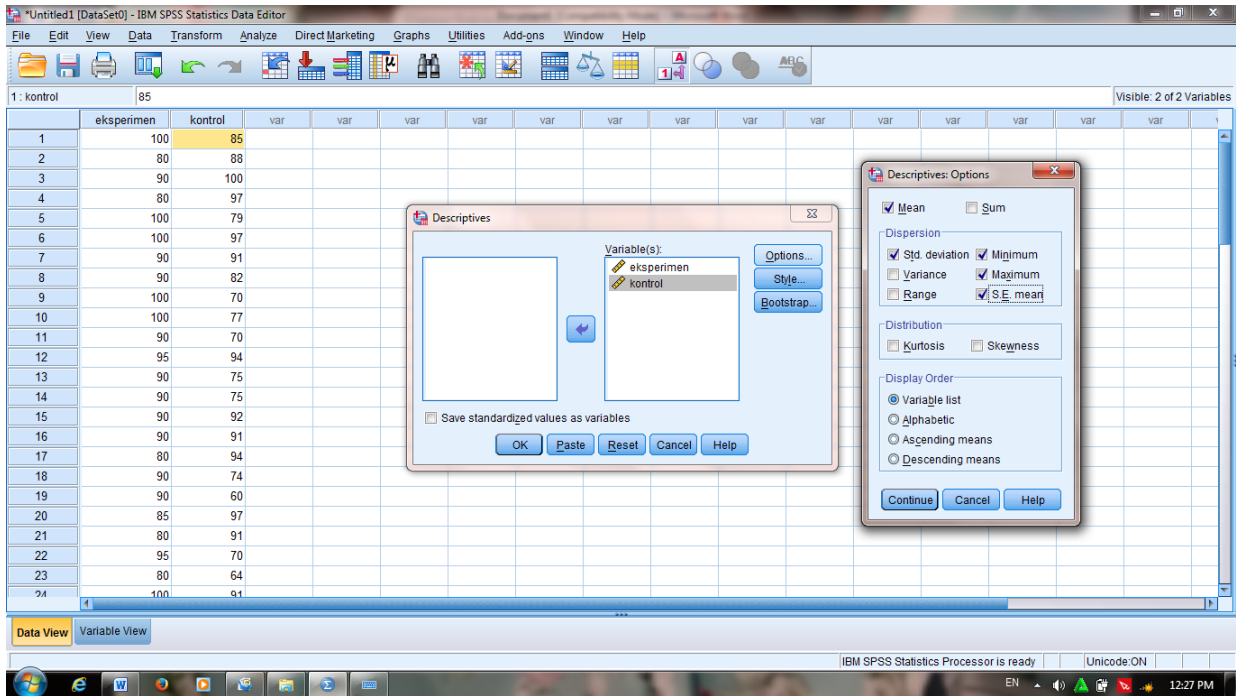 *Untitled1 [DataSet0] - IBM SPSS Statistics Data Editor
File Edit View Data Transform Analyze Direct Marketing Graphs Utilities Add-ons Window Help
1 : kontrol 85 Visible: 2 of 2 Variables
eksperimen kontrol var var var var var var var var var var var var var var
1 100 85
2 80 88
3 90 100
4 80 97
5 100 79
6 100 97
7 90 91
8 90 82
9 100 70
10 100 77
11 90 70
12 95 94
13 90 75
14 90 75
15 90 92
16 90 91
17 80 94
18 90 74
19 90 60
20 85 97
21 80 91
22 95 70
23 80 64
24 100 91
Descriptives
Variable(s):
eksperimen
kontrol
Options...
Style...
Bootstrap...
Save standardized values as variables
OK Paste Reset Cancel Help
Descriptives: Options
Mean Sum
Dispersion
Std. deviation Minimum
Variance Maximum
Range S.E. mean
Distribution
Kurtosis Skewness
Display Order
Variable list
Alphabetic
Ascending means
Descending means
Continue Cancel Help
Data View Variable View
IBM SPSS Statistics Processor is ready Unicode:ON
EN 12:27 PM